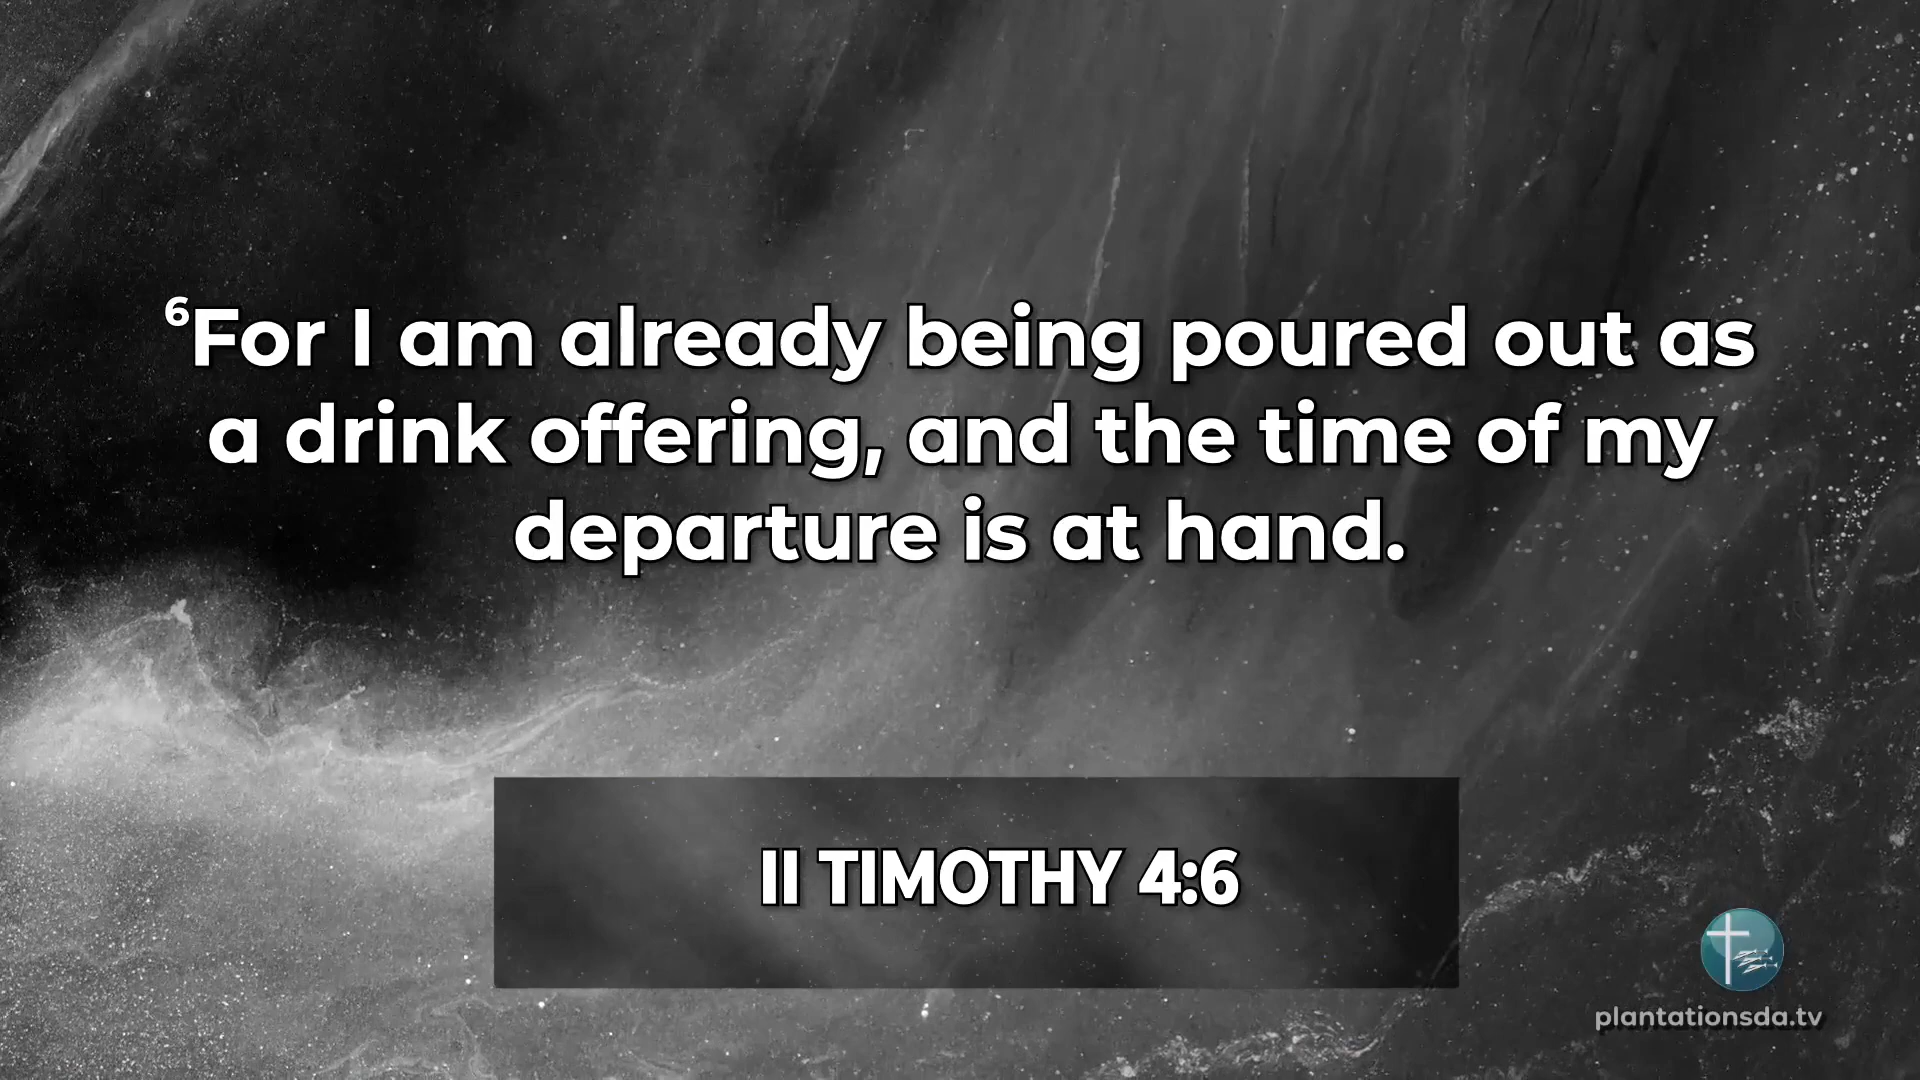 ⁶For I am already being poured out as
a drink offering, and the time of my
departure is at hand.
II TIMOTHY 4:6
plantationsda.tv